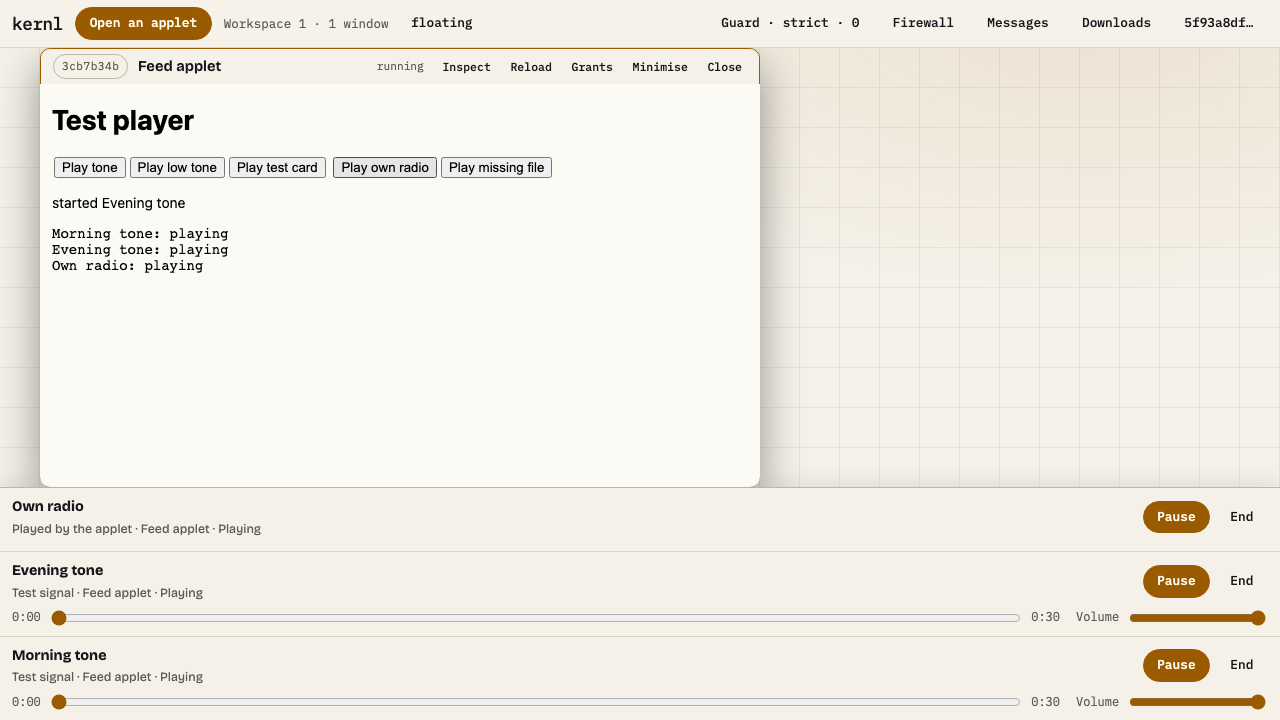 kernl Open an applet Workspace 1 · 1 window floating Guard · strict · 0 Firewall Messages Downloads 5f93a8df…
3cb7b34b Feed applet running Inspect Reload Grants Minimise Close
Test player
Play tone Play low tone Play test card Play own radio Play missing file
started Evening tone
Morning tone: playing
Evening tone: playing
Own radio: playing
Own radio
Played by the applet · Feed applet · Playing
Pause End
Evening tone
Test signal · Feed applet · Playing
Pause End
0:00 0:30 Volume
Morning tone
Test signal · Feed applet · Playing
Pause End
0:00 0:30 Volume